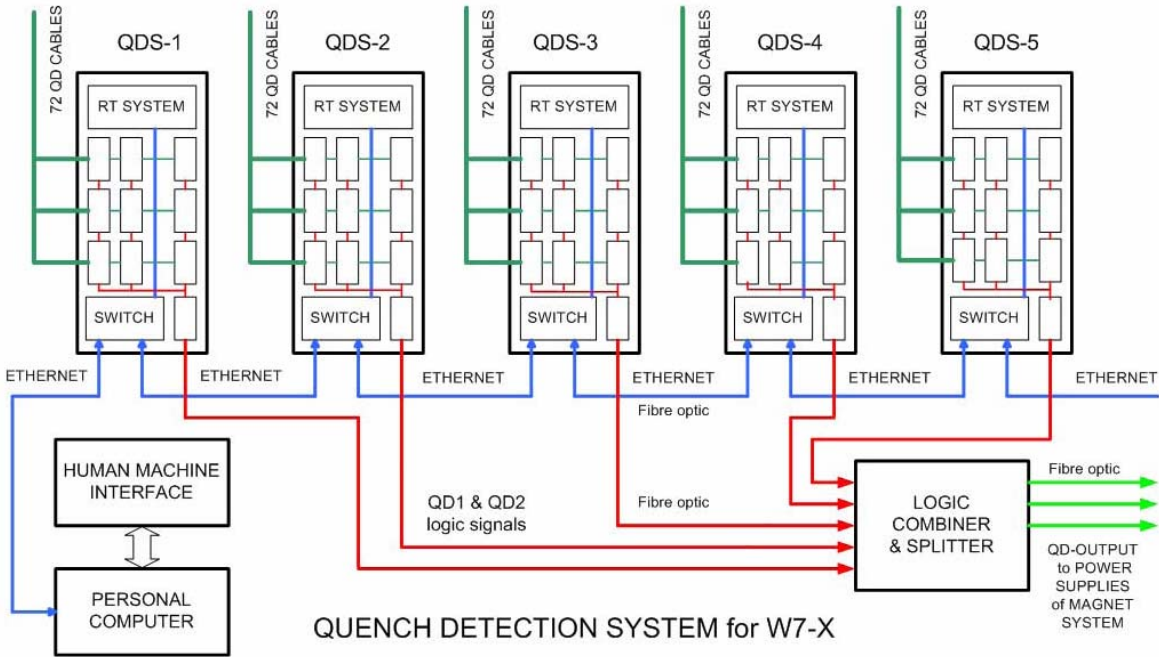 QDS-1
QDS-2
QDS-3
QDS-4
QDS-5
72 QD CABLES
72 QD CABLES
72 QD CABLES
72 QD CABLES
72 QD CABLES
RT SYSTEM
RT SYSTEM
RT SYSTEM
RT SYSTEM
RT SYSTEM
SWITCH
SWITCH
SWITCH
SWITCH
SWITCH
ETHERNET
ETHERNET
ETHERNET
ETHERNET
ETHERNET
ETHERNET
Fibre optic
HUMAN MACHINE
INTERFACE
PERSONAL
COMPUTER
QD1 & QD2
logic signals
Fibre optic
LOGIC
COMBINER
& SPLITTER
Fibre optic
QD-OUTPUT
to POWER
SUPPLIES
of MAGNET
SYSTEM
QUENCH DETECTION SYSTEM for W7-X